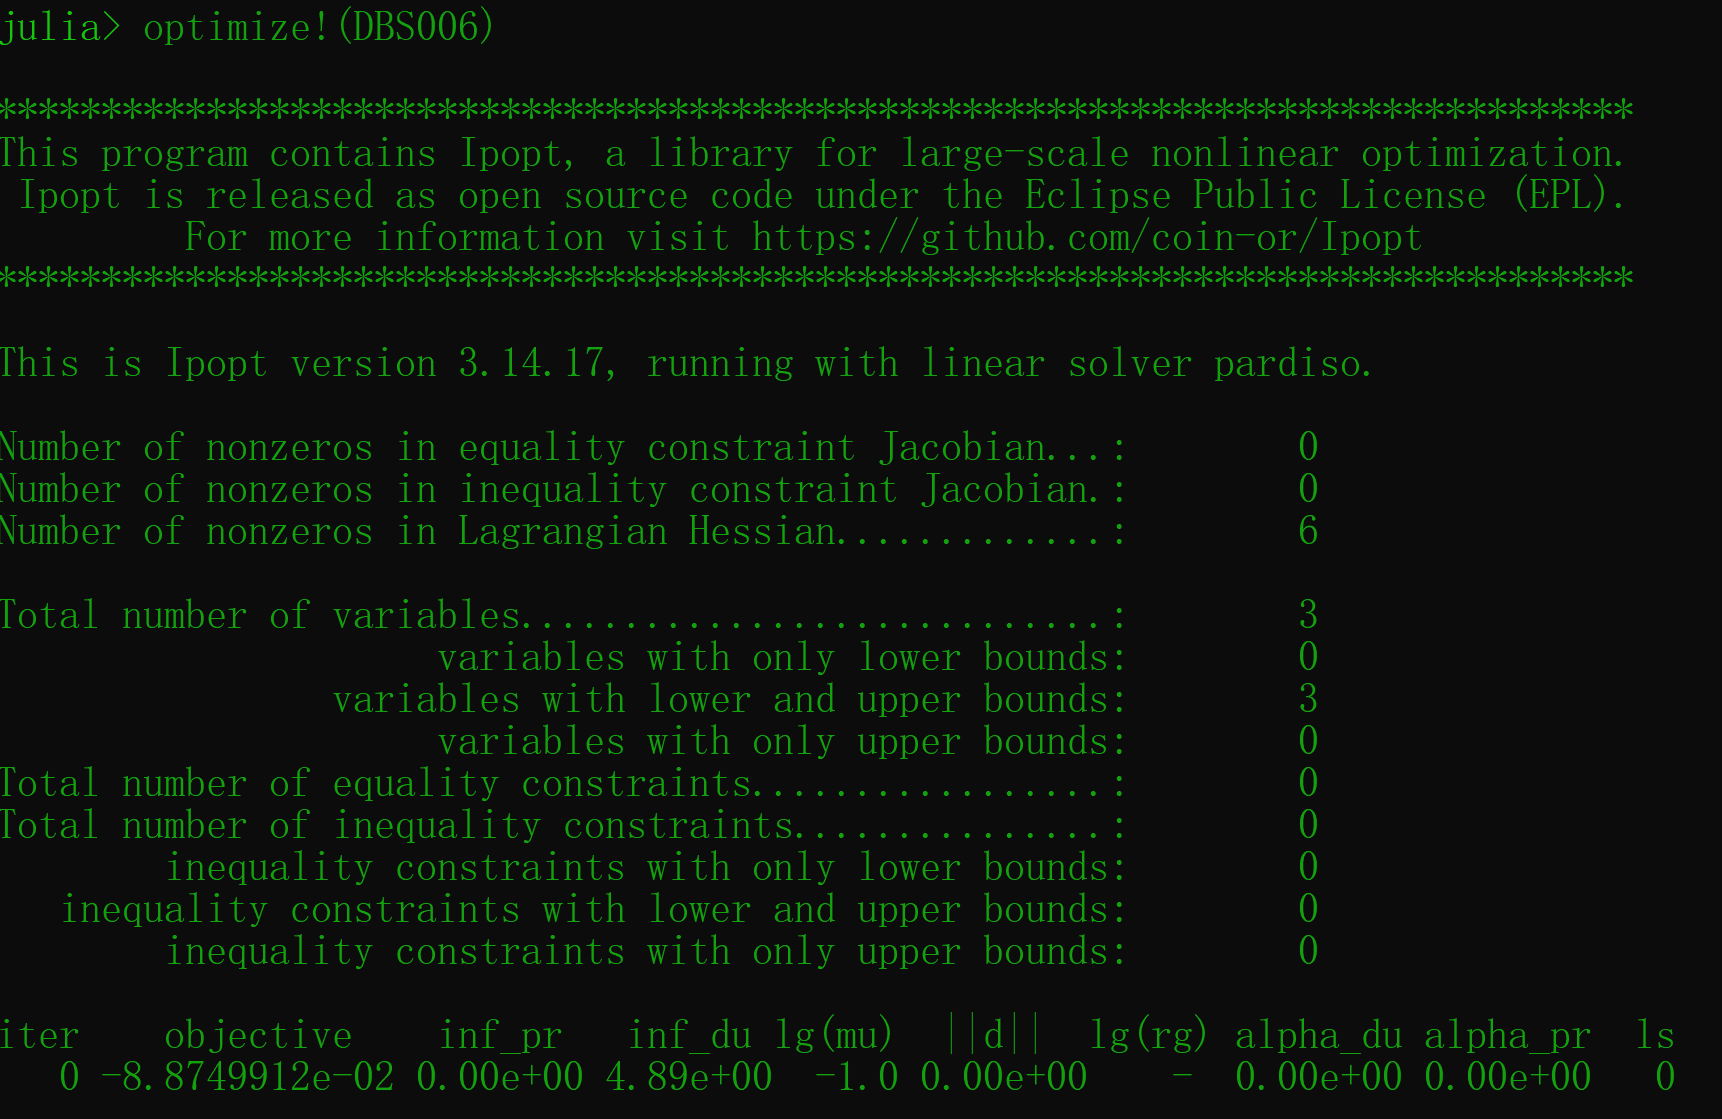 julia> optimize!(DBS006)
******************************************************************************
This program contains Ipopt, a library for large-scale nonlinear optimization.
 Ipopt is released as open source code under the Eclipse Public License (EPL).
         For more information visit https://github.com/coin-or/Ipopt
******************************************************************************
This is Ipopt version 3.14.17, running with linear solver pardiso.
Number of nonzeros in equality constraint Jacobian...:        0
Number of nonzeros in inequality constraint Jacobian.:        0
Number of nonzeros in Lagrangian Hessian.............:        6
Total number of variables............................:        3
                     variables with only lower bounds:        0
                variables with lower and upper bounds:        3
                     variables with only upper bounds:        0
Total number of equality constraints.................:        0
Total number of inequality constraints...............:        0
        inequality constraints with only lower bounds:        0
   inequality constraints with lower and upper bounds:        0
        inequality constraints with only upper bounds:        0
iter    objective    inf_pr   inf_du lg(mu)  ||d||  lg(rg) alpha_du alpha_pr  ls
   0 -8.8749912e-02 0.00e+00 4.89e+00  -1.0 0.00e+00    -  0.00e+00 0.00e+00   0